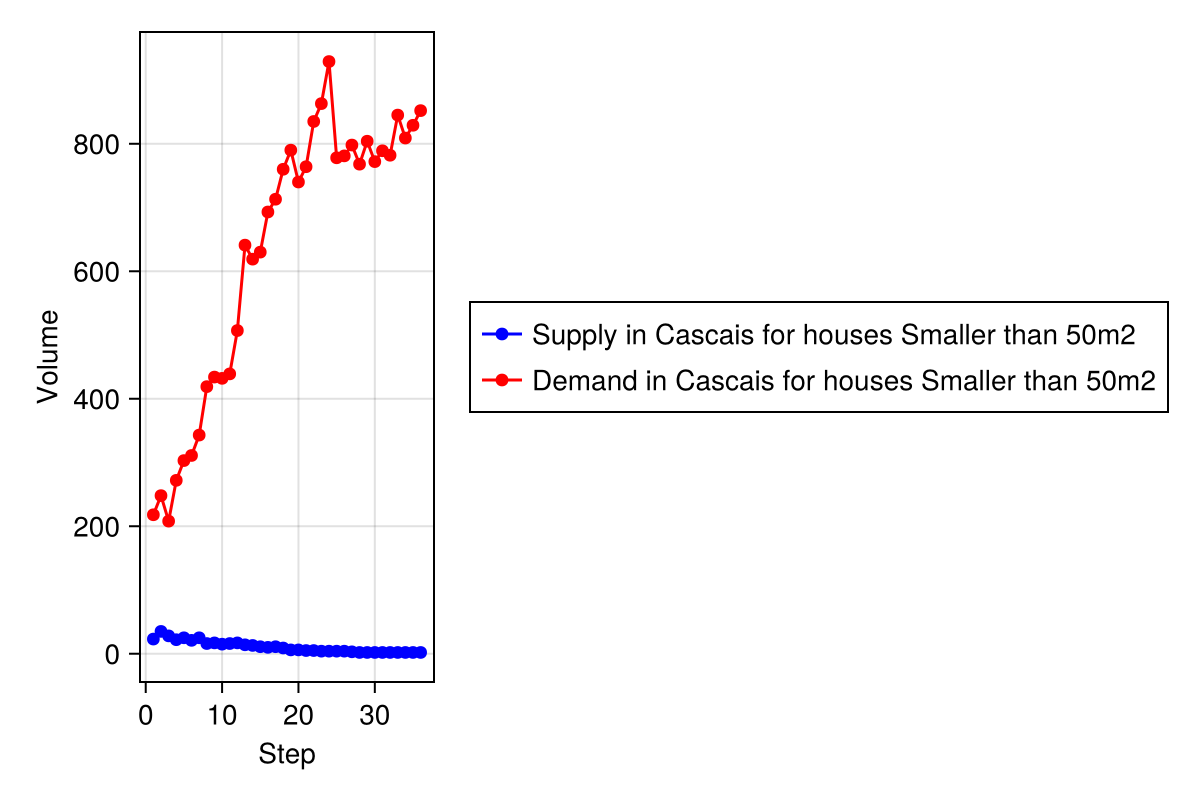 800
600
400
200
0
Volume
0 10 20 30
Step
Supply in Cascais for houses Smaller than 50m2
Demand in Cascais for houses Smaller than 50m2